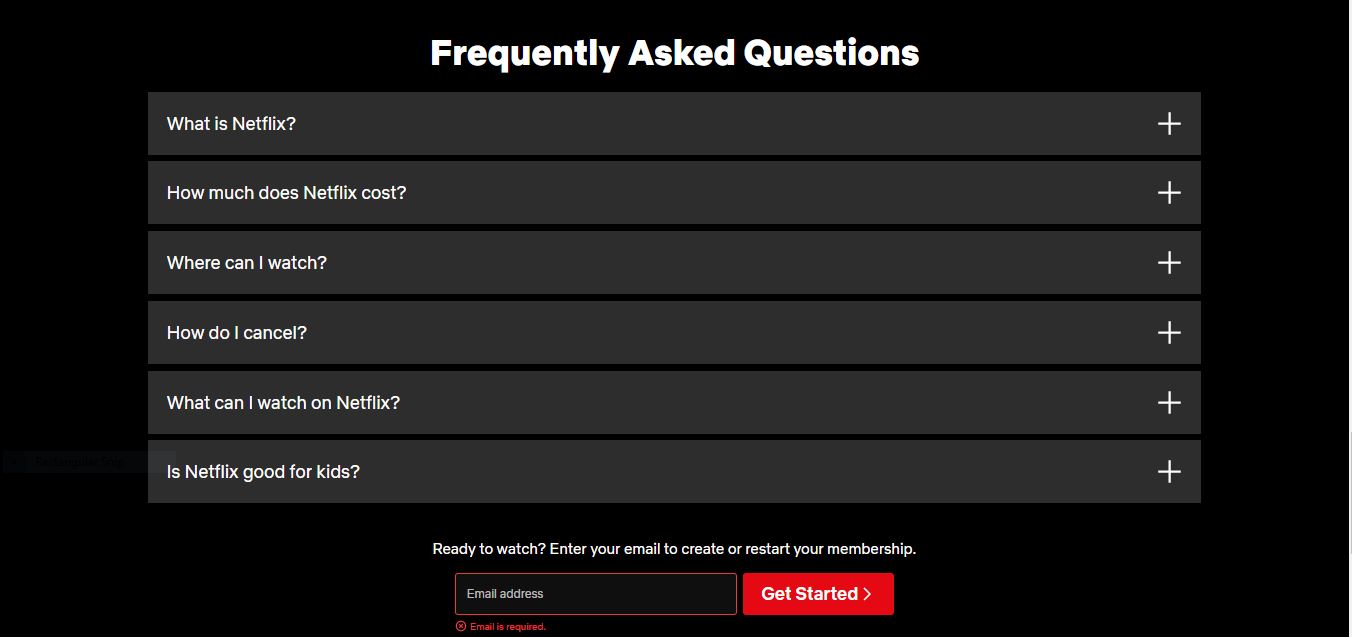 Frequently Asked Questions
What is Netflix?
How much does Netflix cost?
Where can I watch?
How do I cancel?
What can I watch on Netflix?
Rectangular Snip
Is Netflix good for kids?
Ready to watch? Enter your email to create or restart your membership.
Email address
Get Started >
Email is required.